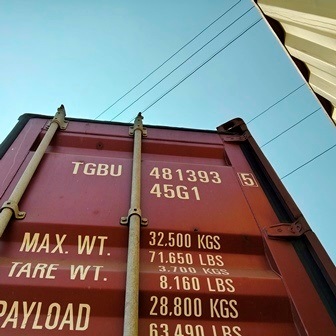 TGBU 481393 5
45G1
MAX. WT. 32.500 KGS
71.650 LBS
TARE WT. 3.700 KGS
8.160 LBS
PAYLOAD 28,800 KGS
63,490 LBS